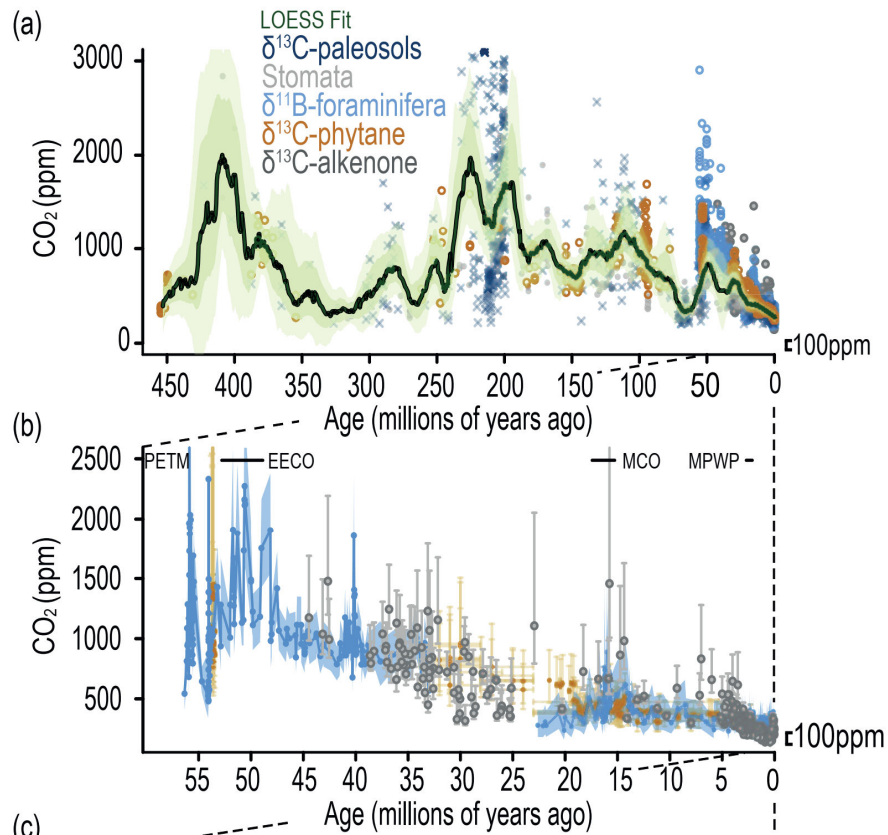 (a)
LOESS Fit
δ¹³C-paleosols
Stomata
δ¹¹B-foraminifera
δ¹³C-phytane
δ¹³C-alkenone
3000
2000
1000
0
CO₂ (ppm)
100ppm
450 400 350 300 250 200 150 100 50 0
Age (millions of years ago)
(b)
PETM EECO MCO MPWP
2500
2000
1500
1000
500
CO₂ (ppm)
100ppm
55 50 45 40 35 30 25 20 15 10 5 0
Age (millions of years ago)
(c)